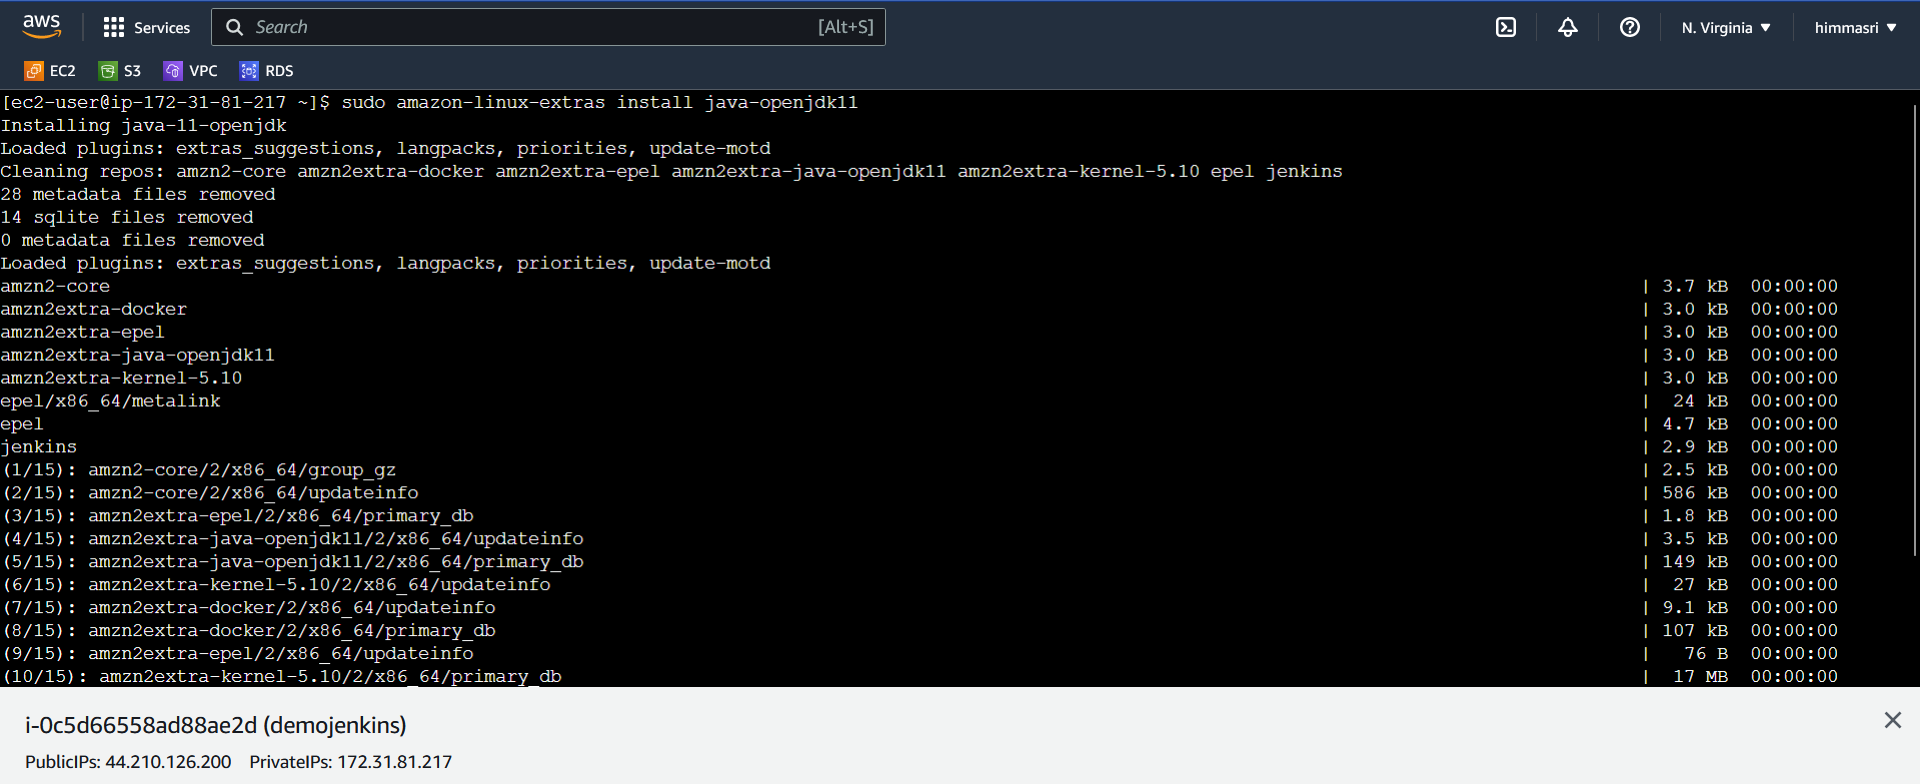 aws Services Search [Alt+S] N. Virginia himmasri
EC2 S3 VPC RDS
[ec2-user@ip-172-31-81-217 ~]$ sudo amazon-linux-extras install java-openjdk11
Installing java-11-openjdk
Loaded plugins: extras_suggestions, langpacks, priorities, update-motd
Cleaning repos: amzn2-core amzn2extra-docker amzn2extra-epel amzn2extra-java-openjdk11 amzn2extra-kernel-5.10 epel jenkins
28 metadata files removed
14 sqlite files removed
0 metadata files removed
Loaded plugins: extras_suggestions, langpacks, priorities, update-motd
amzn2-core | 3.7 kB 00:00:00
amzn2extra-docker | 3.0 kB 00:00:00
amzn2extra-epel | 3.0 kB 00:00:00
amzn2extra-java-openjdk11 | 3.0 kB 00:00:00
amzn2extra-kernel-5.10 | 3.0 kB 00:00:00
epel/x86_64/metalink | 24 kB 00:00:00
epel | 4.7 kB 00:00:00
jenkins | 2.9 kB 00:00:00
(1/15): amzn2-core/2/x86_64/group_gz | 2.5 kB 00:00:00
(2/15): amzn2-core/2/x86_64/updateinfo | 586 kB 00:00:00
(3/15): amzn2extra-epel/2/x86_64/primary_db | 1.8 kB 00:00:00
(4/15): amzn2extra-java-openjdk11/2/x86_64/updateinfo | 3.5 kB 00:00:00
(5/15): amzn2extra-java-openjdk11/2/x86_64/primary_db | 149 kB 00:00:00
(6/15): amzn2extra-kernel-5.10/2/x86_64/updateinfo | 27 kB 00:00:00
(7/15): amzn2extra-docker/2/x86_64/updateinfo | 9.1 kB 00:00:00
(8/15): amzn2extra-docker/2/x86_64/primary_db | 107 kB 00:00:00
(9/15): amzn2extra-epel/2/x86_64/updateinfo | 76 B 00:00:00
(10/15): amzn2extra-kernel-5.10/2/x86_64/primary_db | 17 MB 00:00:00
i-0c5d66558ad88ae2d (demojenkins)
PublicIPs: 44.210.126.200 PrivateIPs: 172.31.81.217